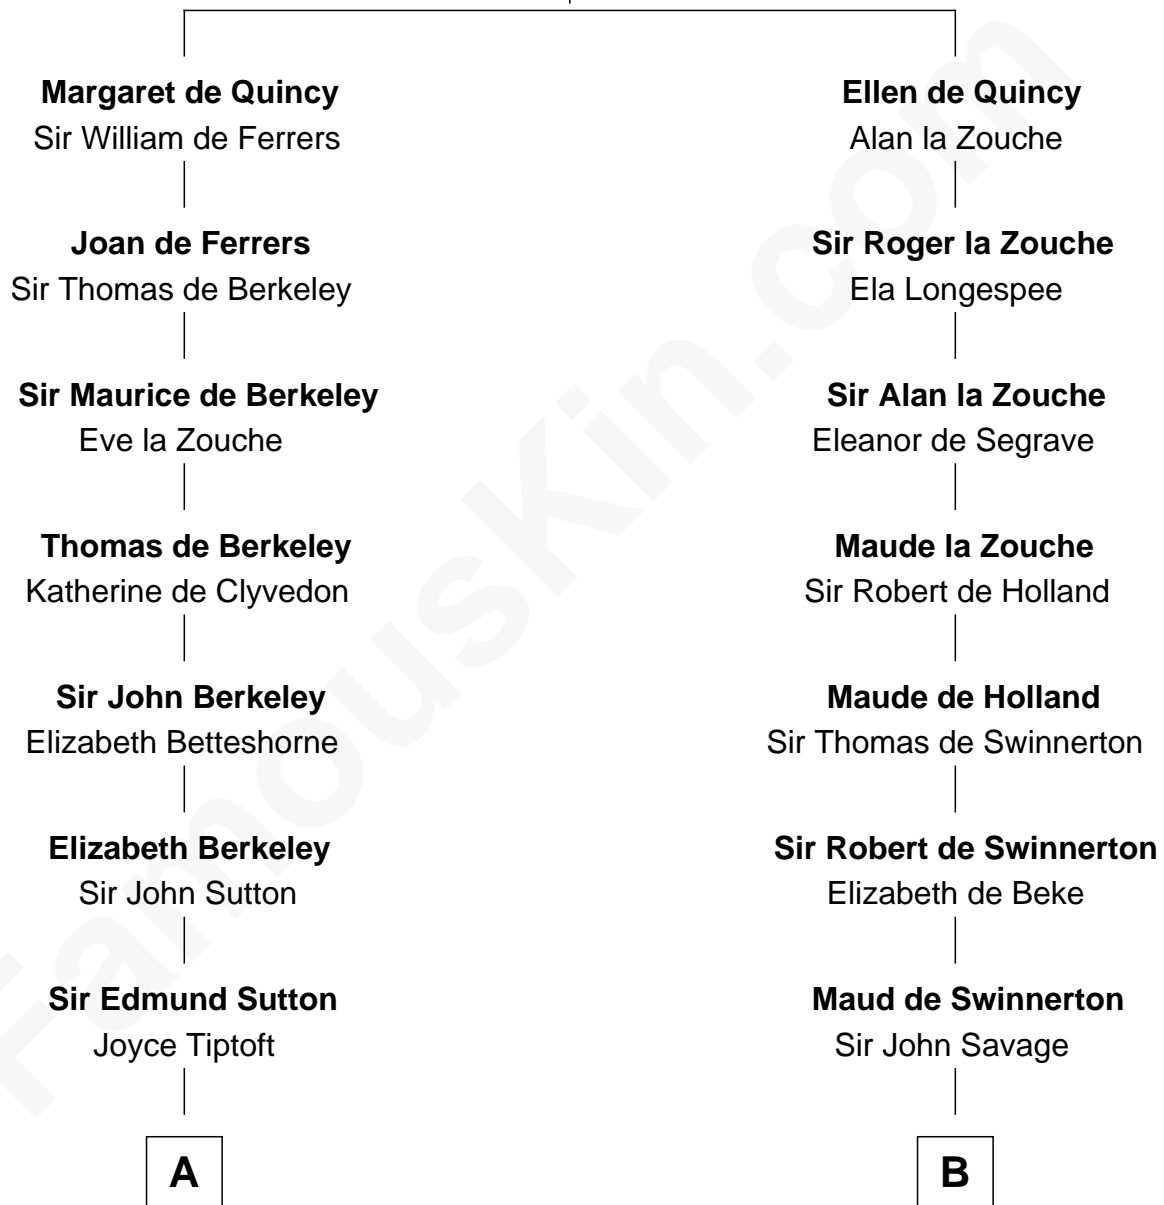 Margaret de Quincy
Sir William de Ferrers
Joan de Ferrers
Sir Thomas de Berkeley
Sir Maurice de Berkeley
Eve la Zouche
Thomas de Berkeley
Katherine de Clyvedon
Sir John Berkeley
Elizabeth Betteshorne
Elizabeth Berkeley
Sir John Sutton
Sir Edmund Sutton
Joyce Tiptoft
A
Ellen de Quincy
Alan la Zouche
Sir Roger la Zouche
Ela Longespee
Sir Alan la Zouche
Eleanor de Segrave
Maude la Zouche
Sir Robert de Holland
Maude de Holland
Sir Thomas de Swinnerton
Sir Robert de Swinnerton
Elizabeth de Beke
Maud de Swinnerton
Sir John Savage
B
FamousKin.com